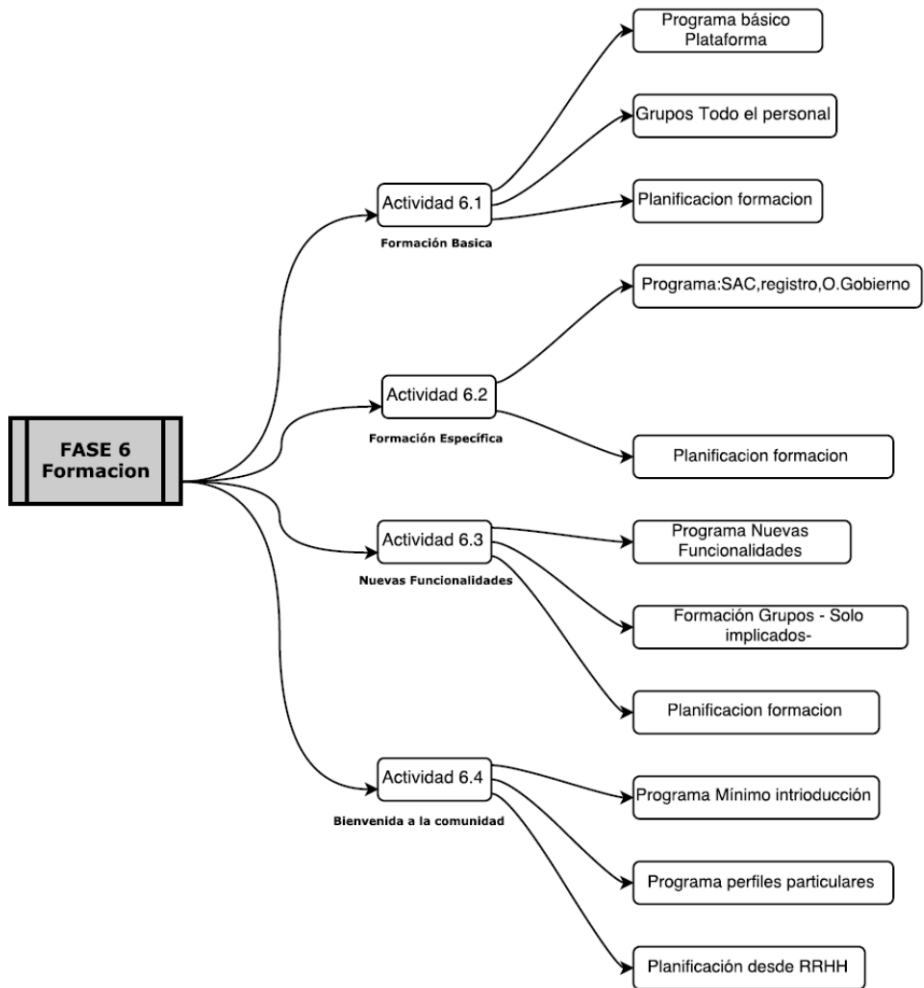 FASE 6
Formacion
Actividad 6.1
Formación Basica
Programa básico
Plataforma
Grupos Todo el personal
Planificacion formacion
Actividad 6.2
Formación Específica
Programa:SAC,registro,O.Gobierno
Planificacion formacion
Actividad 6.3
Nuevas Funcionalidades
Programa Nuevas
Funcionalidades
Formación Grupos - Solo
implicados-
Planificacion formacion
Actividad 6.4
Bienvenida a la comunidad
Programa Mínimo intrioducción
Programa perfiles particulares
Planificación desde RRHH